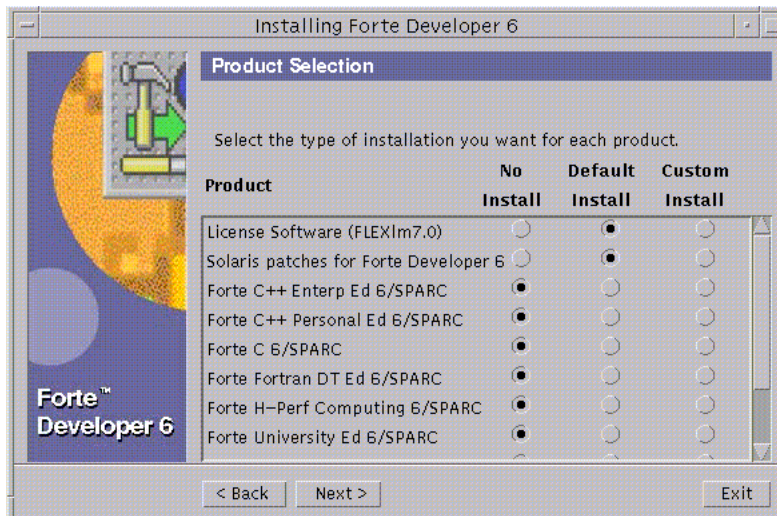 Installing Forte Developer 6
Product Selection
Select the type of installation you want for each product.
Product No Install Default Install Custom Install
License Software (FLEXlm7.0)
Solaris patches for Forte Developer 6
Forte C++ Enterp Ed 6/SPARC
Forte C++ Personal Ed 6/SPARC
Forte C 6/SPARC
Forte Fortran DT Ed 6/SPARC
Forte H-Perf Computing 6/SPARC
Forte University Ed 6/SPARC
Forte™
Developer 6
< Back Next > Exit